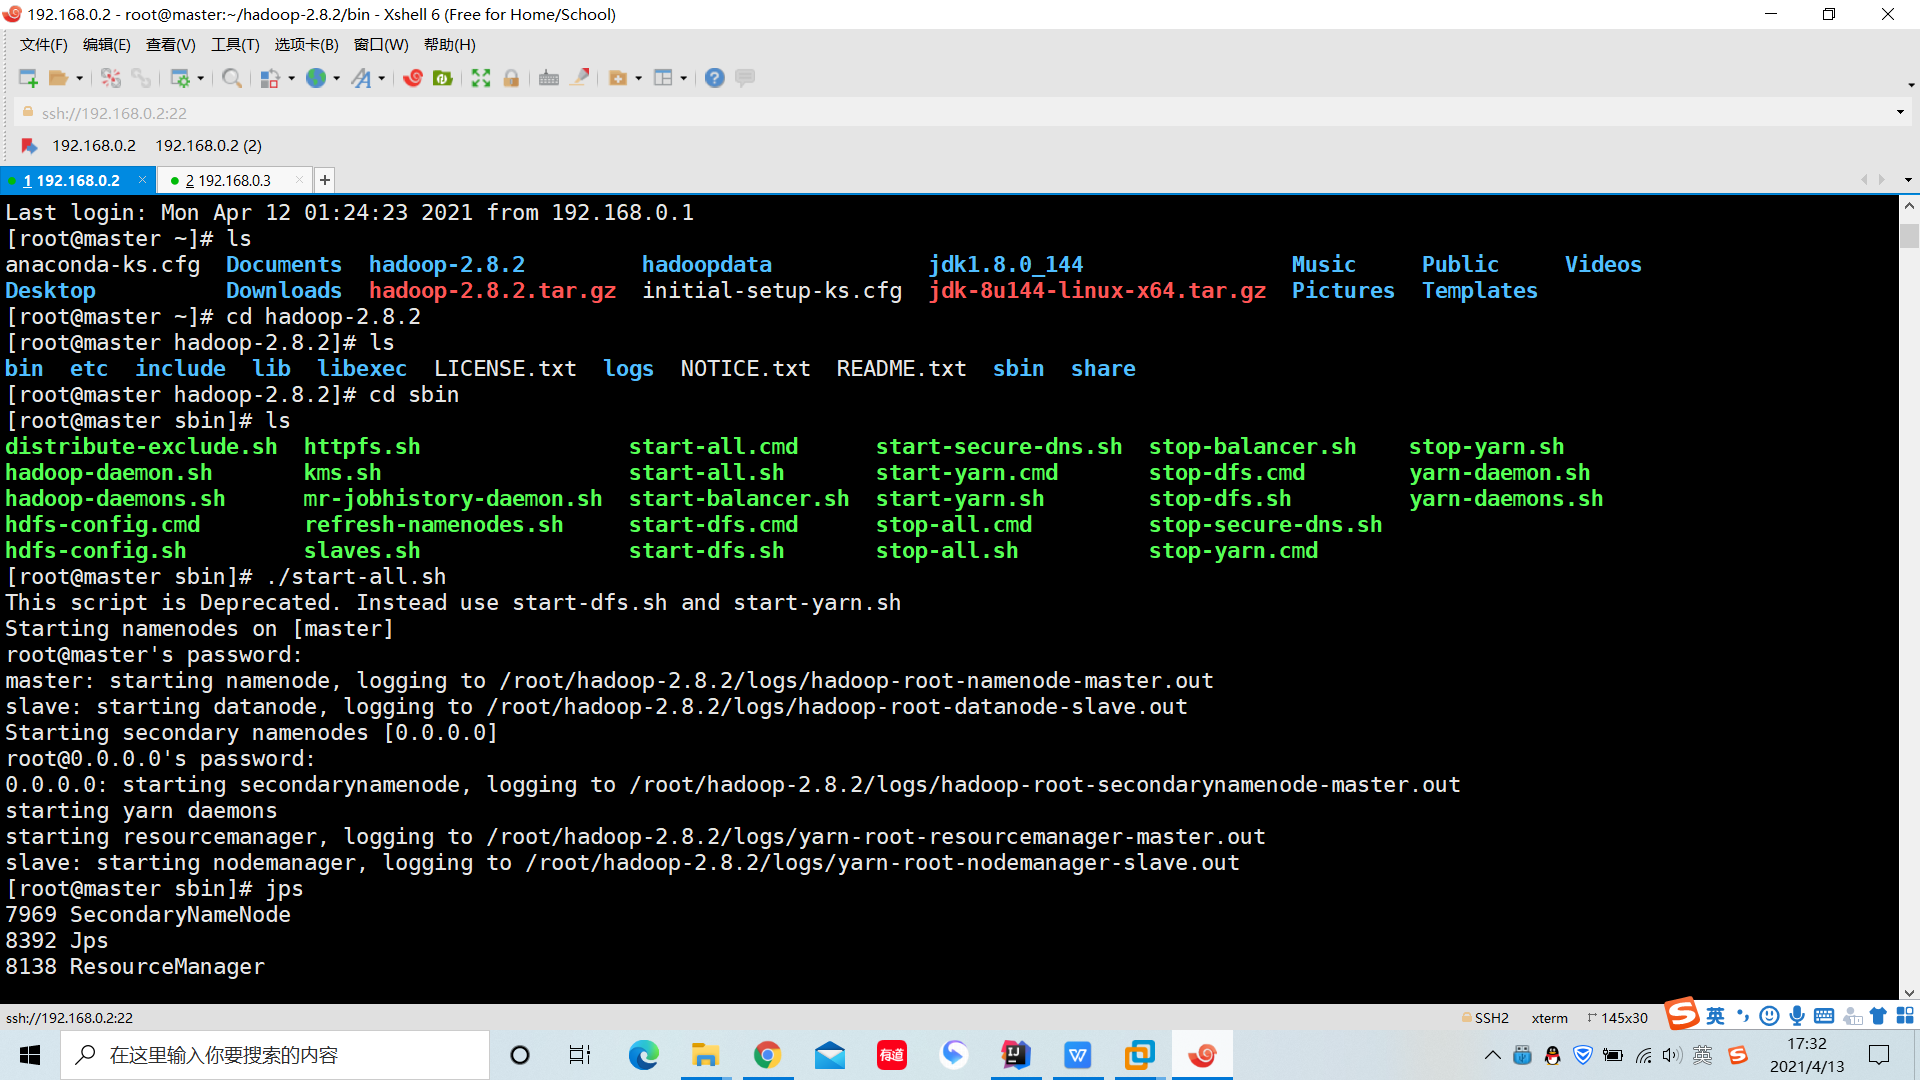 192.168.0.2 - root@master:~/hadoop-2.8.2/bin - Xshell 6 (Free for Home/School)
文件(F) 编辑(E) 查看(V) 工具(T) 选项卡(B) 窗口(W) 帮助(H)
ssh://192.168.0.2:22
192.168.0.2 192.168.0.2 (2)
1 192.168.0.2 2 192.168.0.3
Last login: Mon Apr 12 01:24:23 2021 from 192.168.0.1
[root@master ~]# ls
anaconda-ks.cfg Documents hadoop-2.8.2 hadoopdata jdk1.8.0_144 Music Public Videos
Desktop Downloads hadoop-2.8.2.tar.gz initial-setup-ks.cfg jdk-8u144-linux-x64.tar.gz Pictures Templates
[root@master ~]# cd hadoop-2.8.2
[root@master hadoop-2.8.2]# ls
bin etc include lib libexec LICENSE.txt logs NOTICE.txt README.txt sbin share
[root@master hadoop-2.8.2]# cd sbin
[root@master sbin]# ls
distribute-exclude.sh httpfs.sh start-all.cmd start-secure-dns.sh stop-balancer.sh stop-yarn.sh
hadoop-daemon.sh kms.sh start-all.sh start-yarn.cmd stop-dfs.cmd yarn-daemon.sh
hadoop-daemons.sh mr-jobhistory-daemon.sh start-balancer.sh start-yarn.sh stop-dfs.sh yarn-daemons.sh
hdfs-config.cmd refresh-namenodes.sh start-dfs.cmd stop-all.cmd stop-secure-dns.sh
hdfs-config.sh slaves.sh start-dfs.sh stop-all.sh stop-yarn.cmd
[root@master sbin]# ./start-all.sh
This script is Deprecated. Instead use start-dfs.sh and start-yarn.sh
Starting namenodes on [master]
root@master's password:
master: starting namenode, logging to /root/hadoop-2.8.2/logs/hadoop-root-namenode-master.out
slave: starting datanode, logging to /root/hadoop-2.8.2/logs/hadoop-root-datanode-slave.out
Starting secondary namenodes [0.0.0.0]
root@0.0.0.0's password:
0.0.0.0: starting secondarynamenode, logging to /root/hadoop-2.8.2/logs/hadoop-root-secondarynamenode-master.out
starting yarn daemons
starting resourcemanager, logging to /root/hadoop-2.8.2/logs/yarn-root-resourcemanager-master.out
slave: starting nodemanager, logging to /root/hadoop-2.8.2/logs/yarn-root-nodemanager-slave.out
[root@master sbin]# jps
7969 SecondaryNameNode
8392 Jps
8138 ResourceManager
ssh://192.168.0.2:22 SSH2 xterm 145x30 英
在这里输入你要搜索的内容 有道 英 17:32
2021/4/13